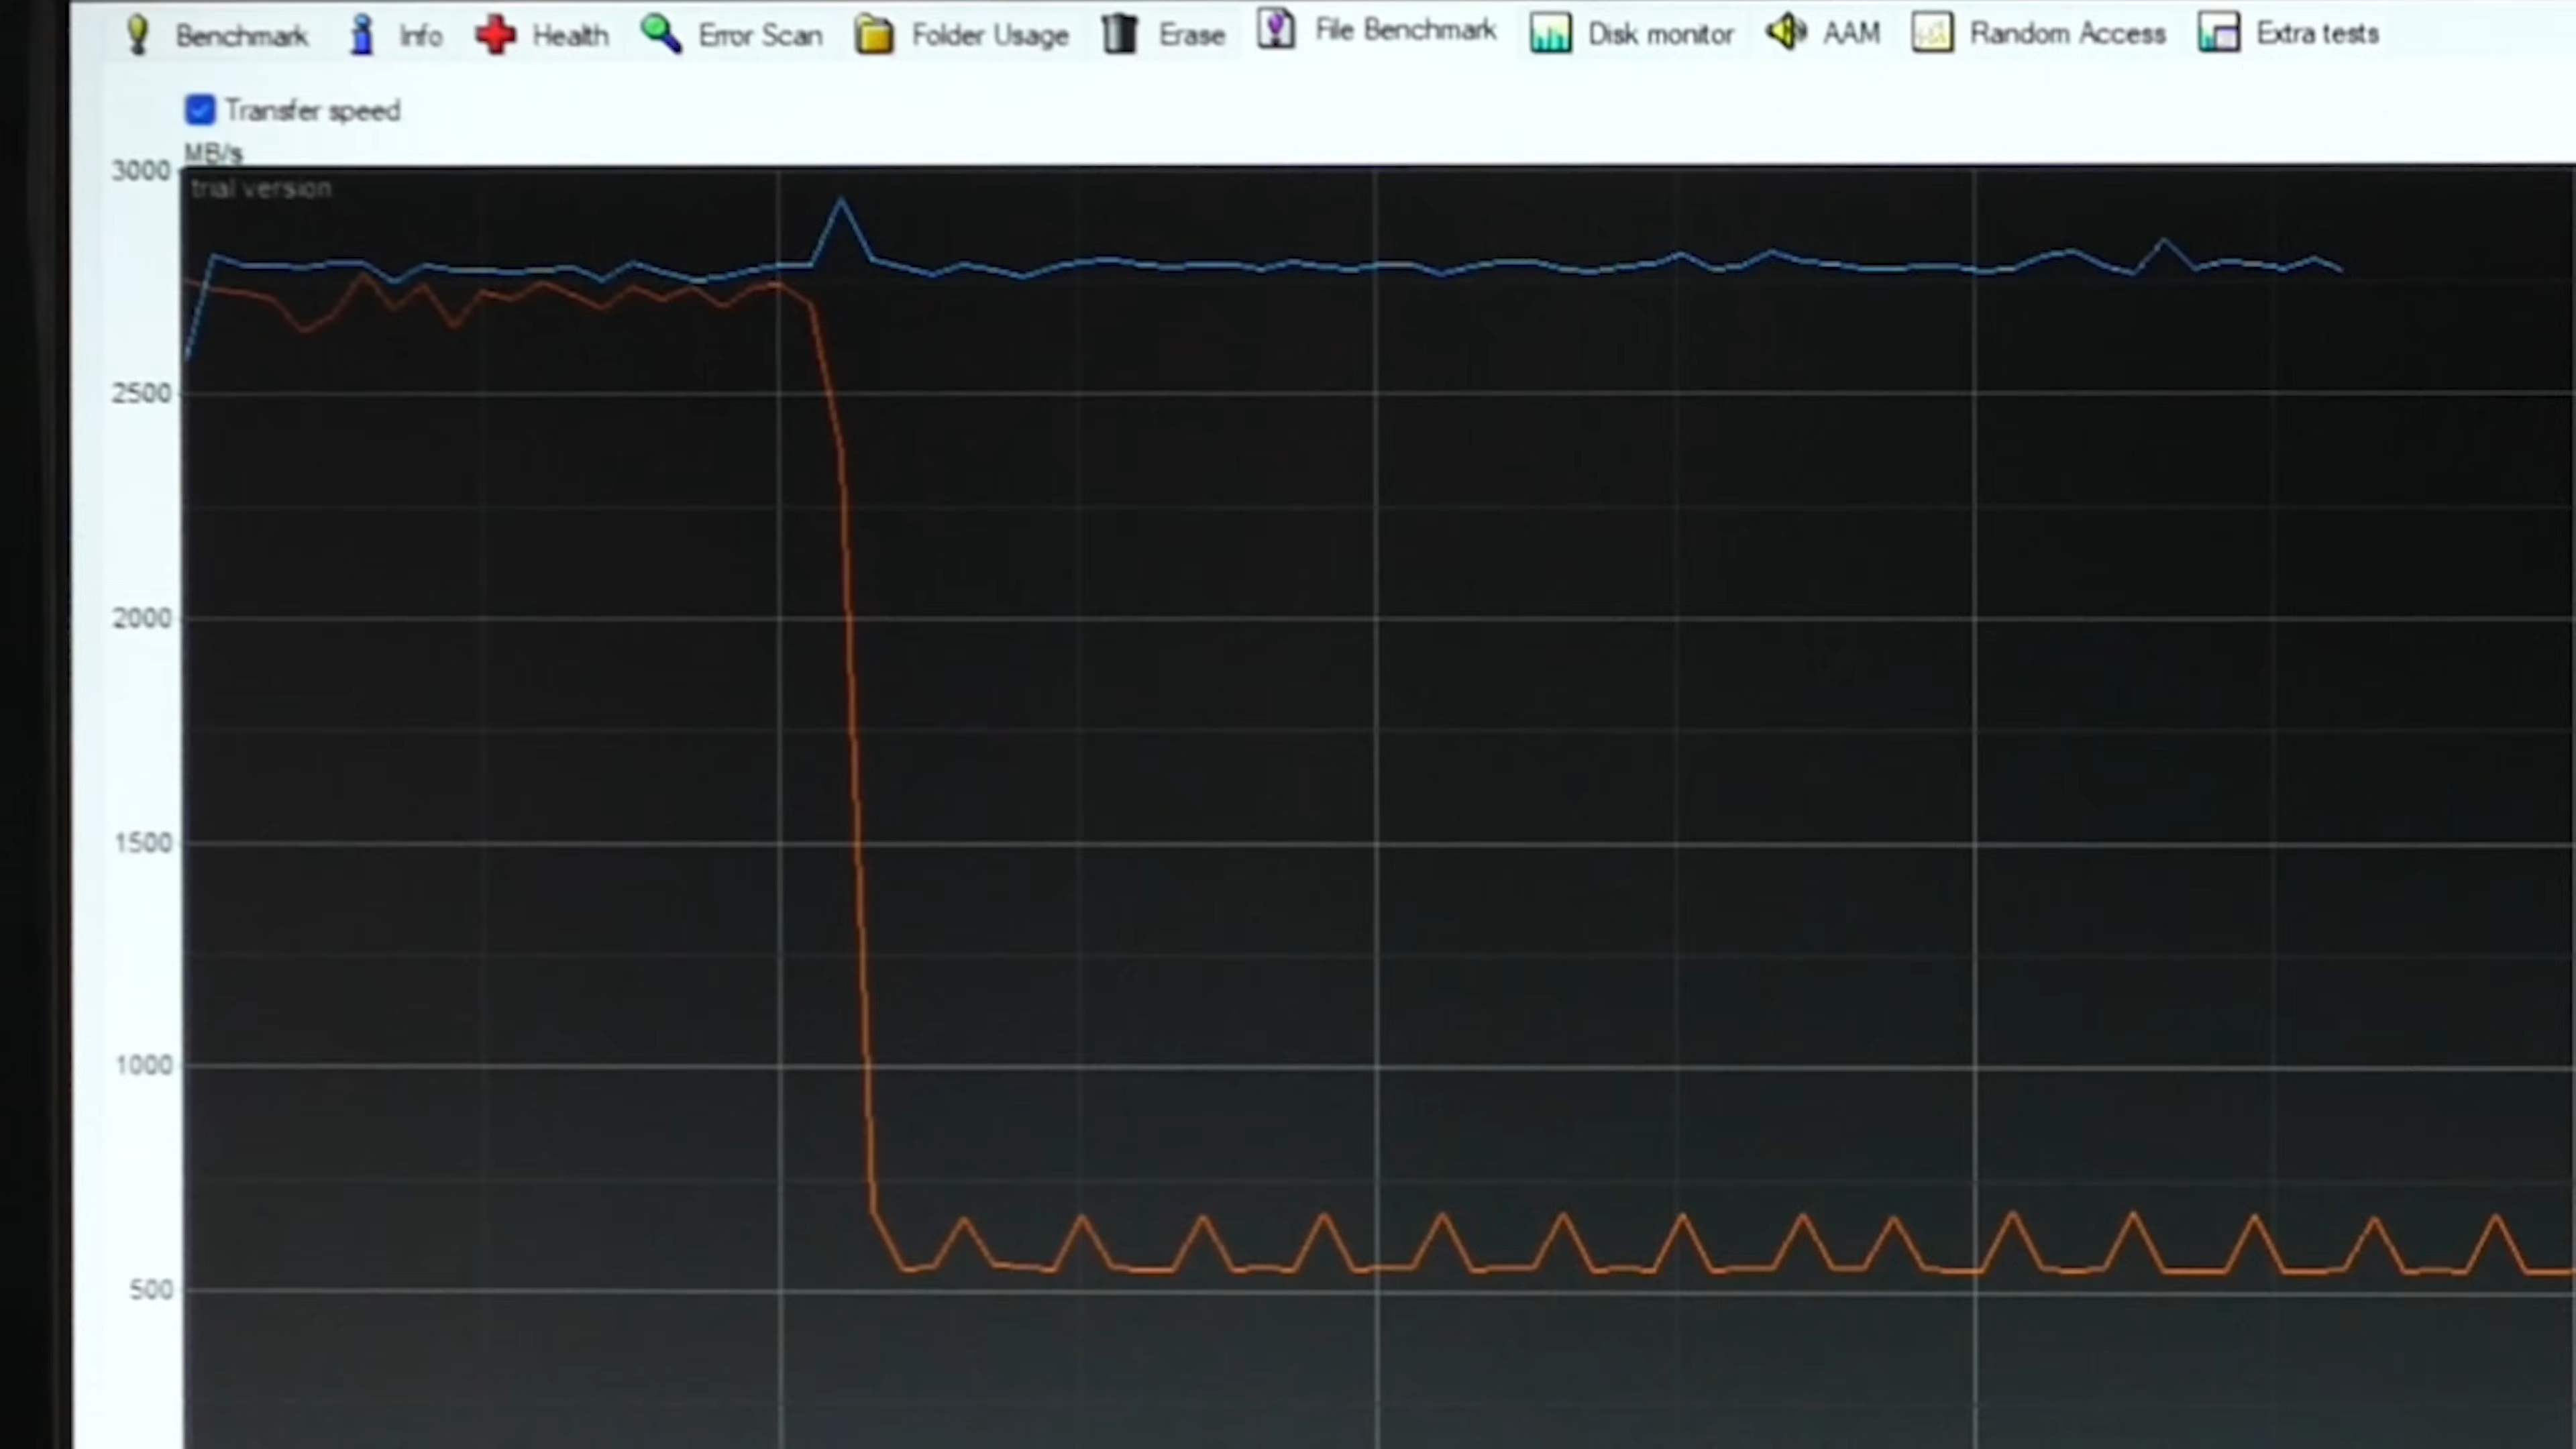 Benchmark Info Health Error Scan Folder Usage Erase File Benchmark Disk monitor AAM Random Access Extra tests
Transfer speed
MB/s
3000
trial version
2500
2000
1500
1000
500